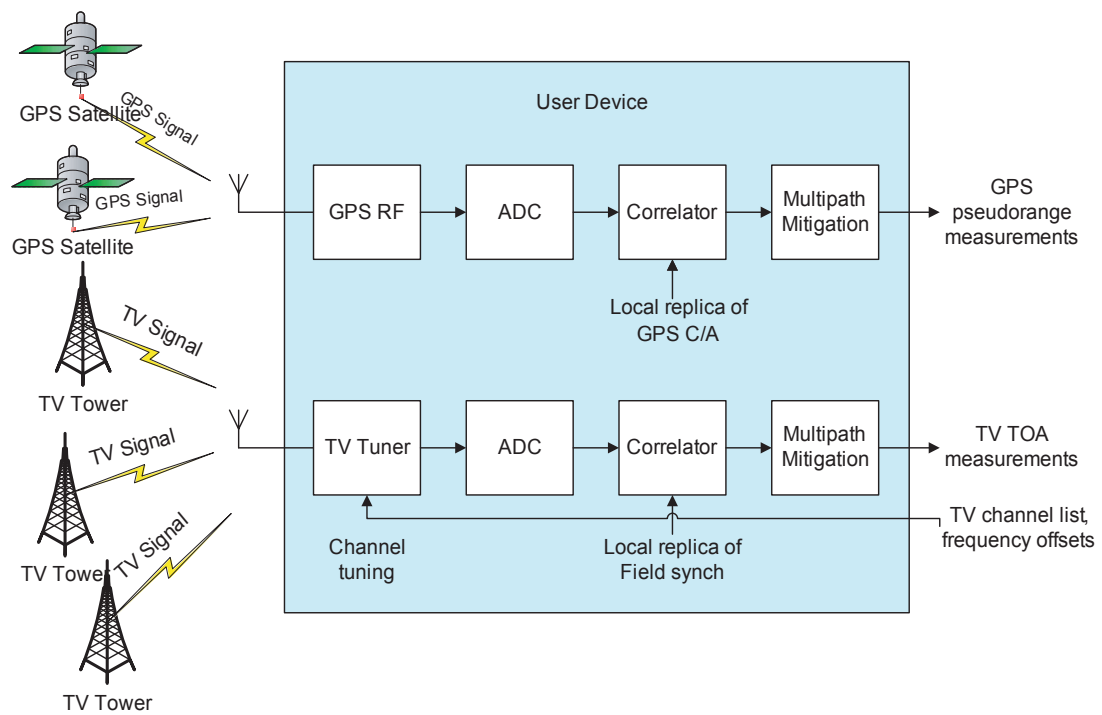 GPS Satellite
GPS Signal
GPS Satellite
GPS Signal
TV Tower
TV Signal
TV Tower
TV Signal
TV Tower
TV Signal
User Device
GPS RF
ADC
Correlator
Multipath
Mitigation
GPS
pseudorange
measurements
Local replica of
GPS C/A
TV Tuner
ADC
Correlator
Multipath
Mitigation
TV TOA
measurements
TV channel list,
frequency offsets
Channel
tuning
Local replica of
Field synch